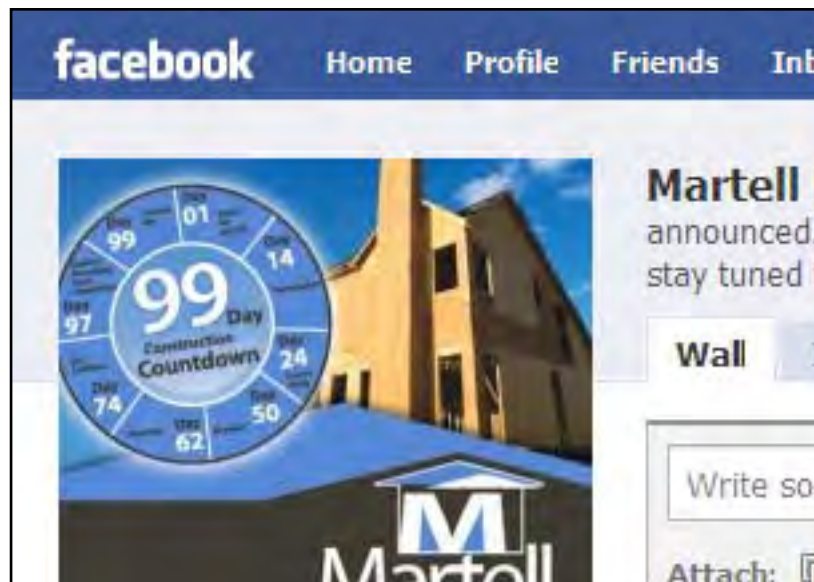 facebook Home Profile Friends Inb
Martell
announced.
stay tuned
Wall
Write so
Attach:
Day
01
Day
14
Day
24
Day
50
Day
62
Day
74
Day
97
Day
99
99 Day
Construction
Countdown
M
Martell